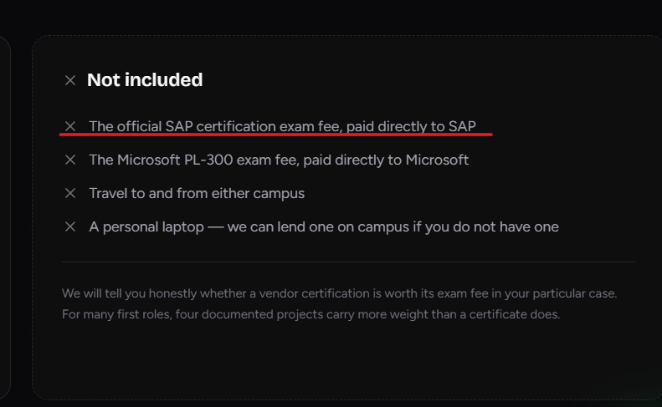 Not included
The official SAP certification exam fee, paid directly to SAP
The Microsoft PL-300 exam fee, paid directly to Microsoft
Travel to and from either campus
A personal laptop — we can lend one on campus if you do not have one
We will tell you honestly whether a vendor certification is worth its exam fee in your particular case.
For many first roles, four documented projects carry more weight than a certificate does.